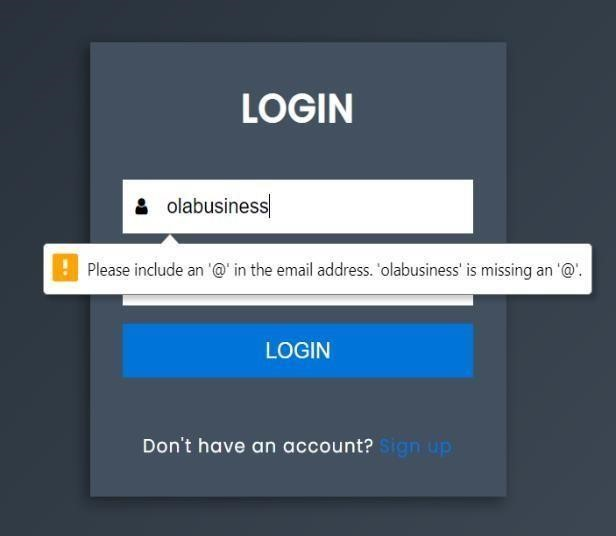 LOGIN
olabusiness
Please include an '@' in the email address. 'olabusiness' is missing an '@'.
LOGIN
Don't have an account? Sign up